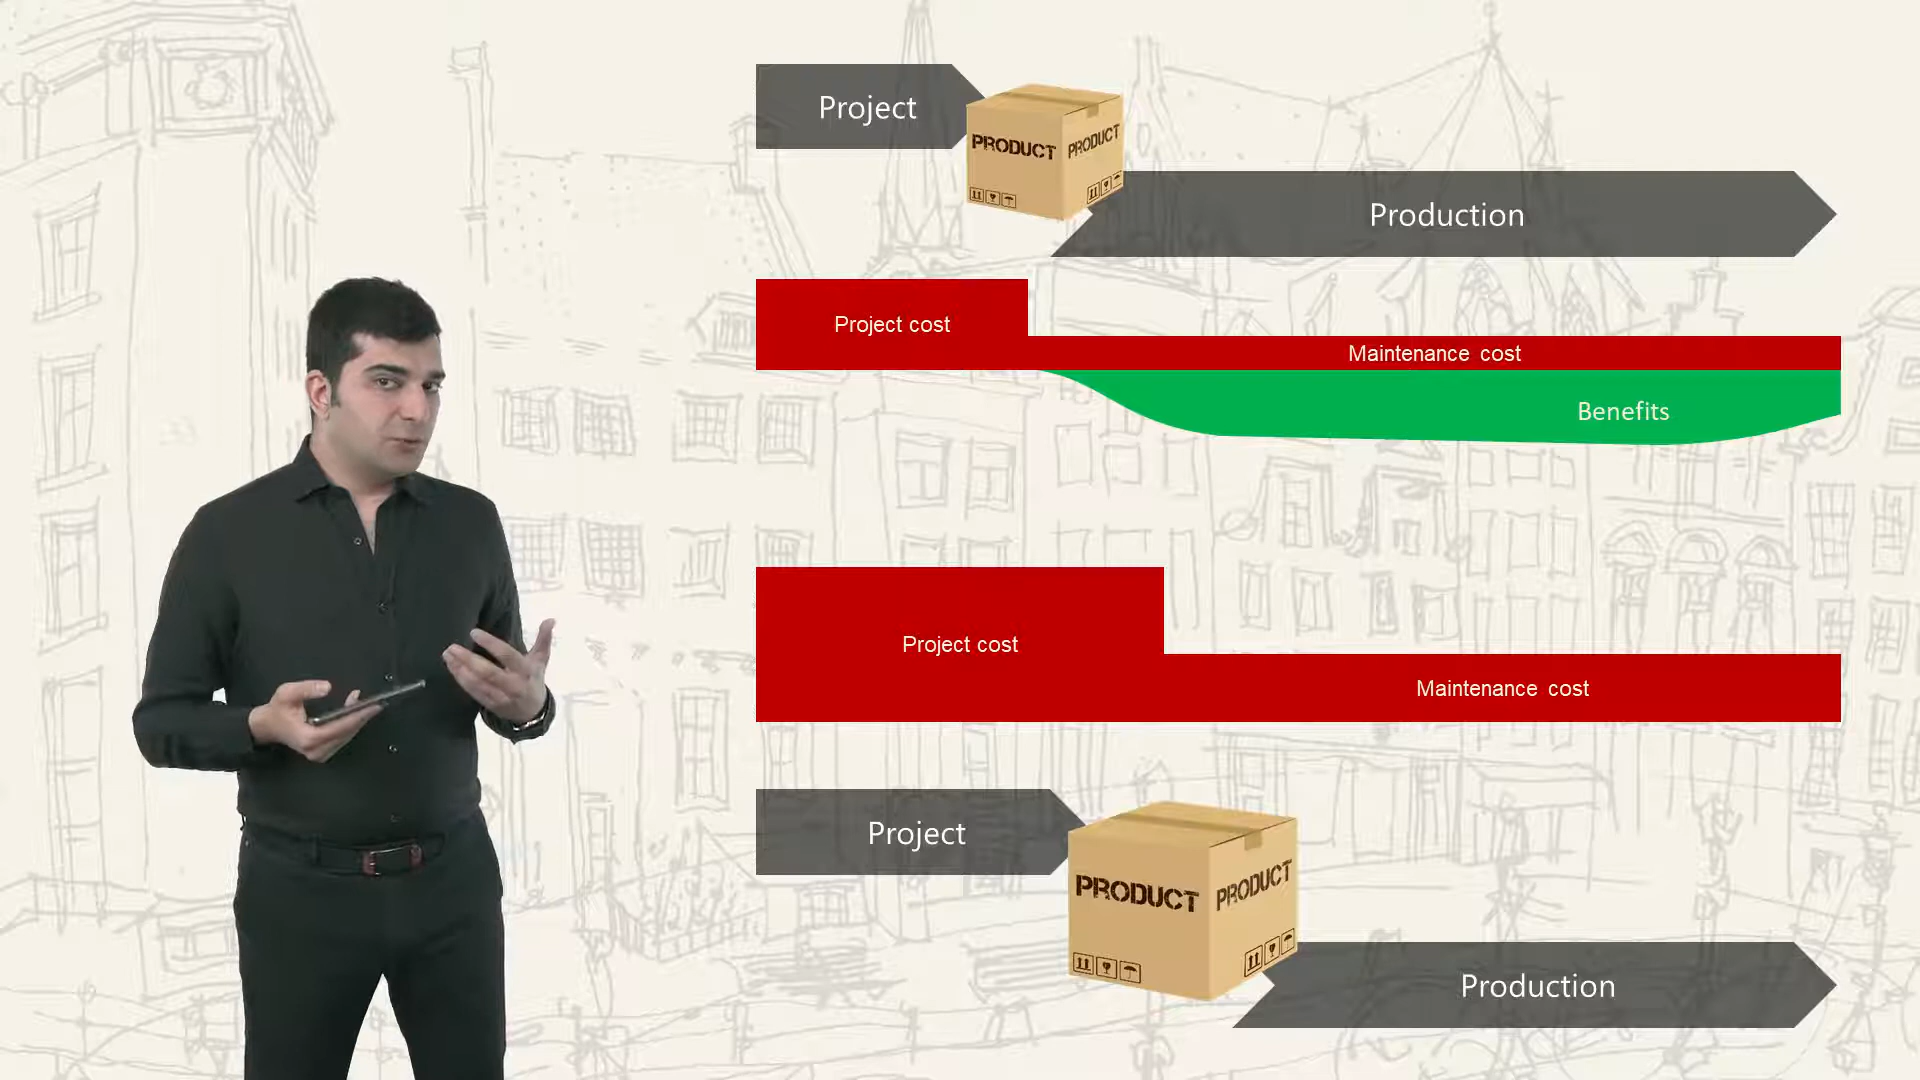 Project
PRODUCT
PRODUCT
Production
Project cost
Maintenance cost
Benefits
Project cost
Maintenance cost
Project
PRODUCT
PRODUCT
Production